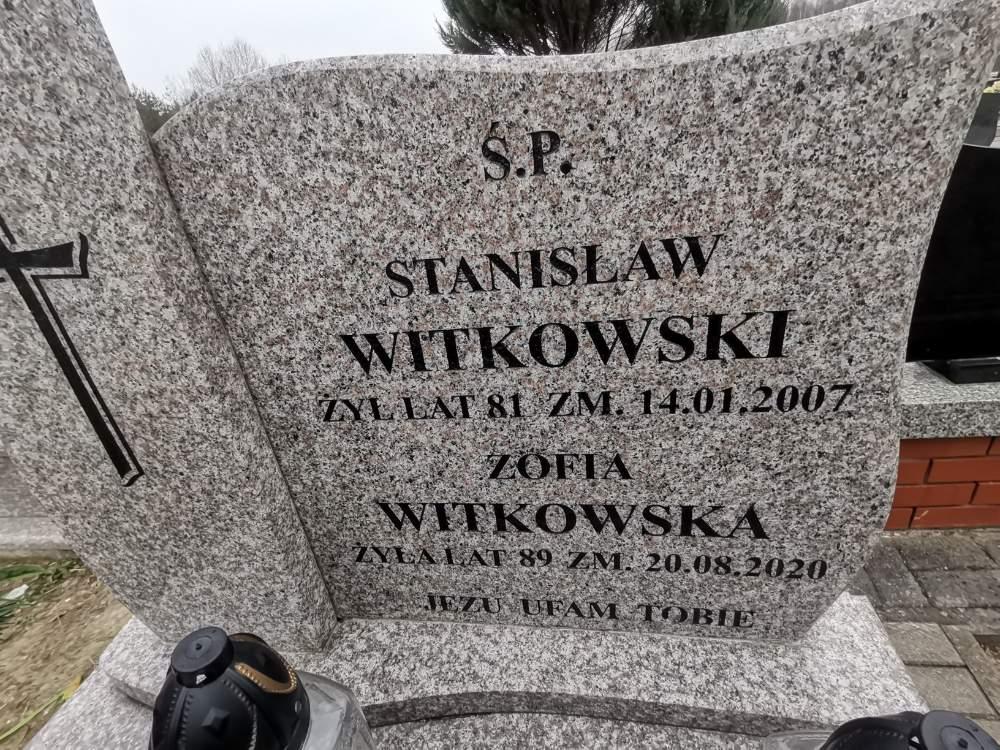 Ś.P.
STANISŁAW
WITKOWSKI
ŻYŁ LAT 81 ZM. 14.01.2007
ZOFIA
WITKOWSKA
ŻYŁA LAT 89 ZM. 20.08.2020
JEZU UFAM TOBIE